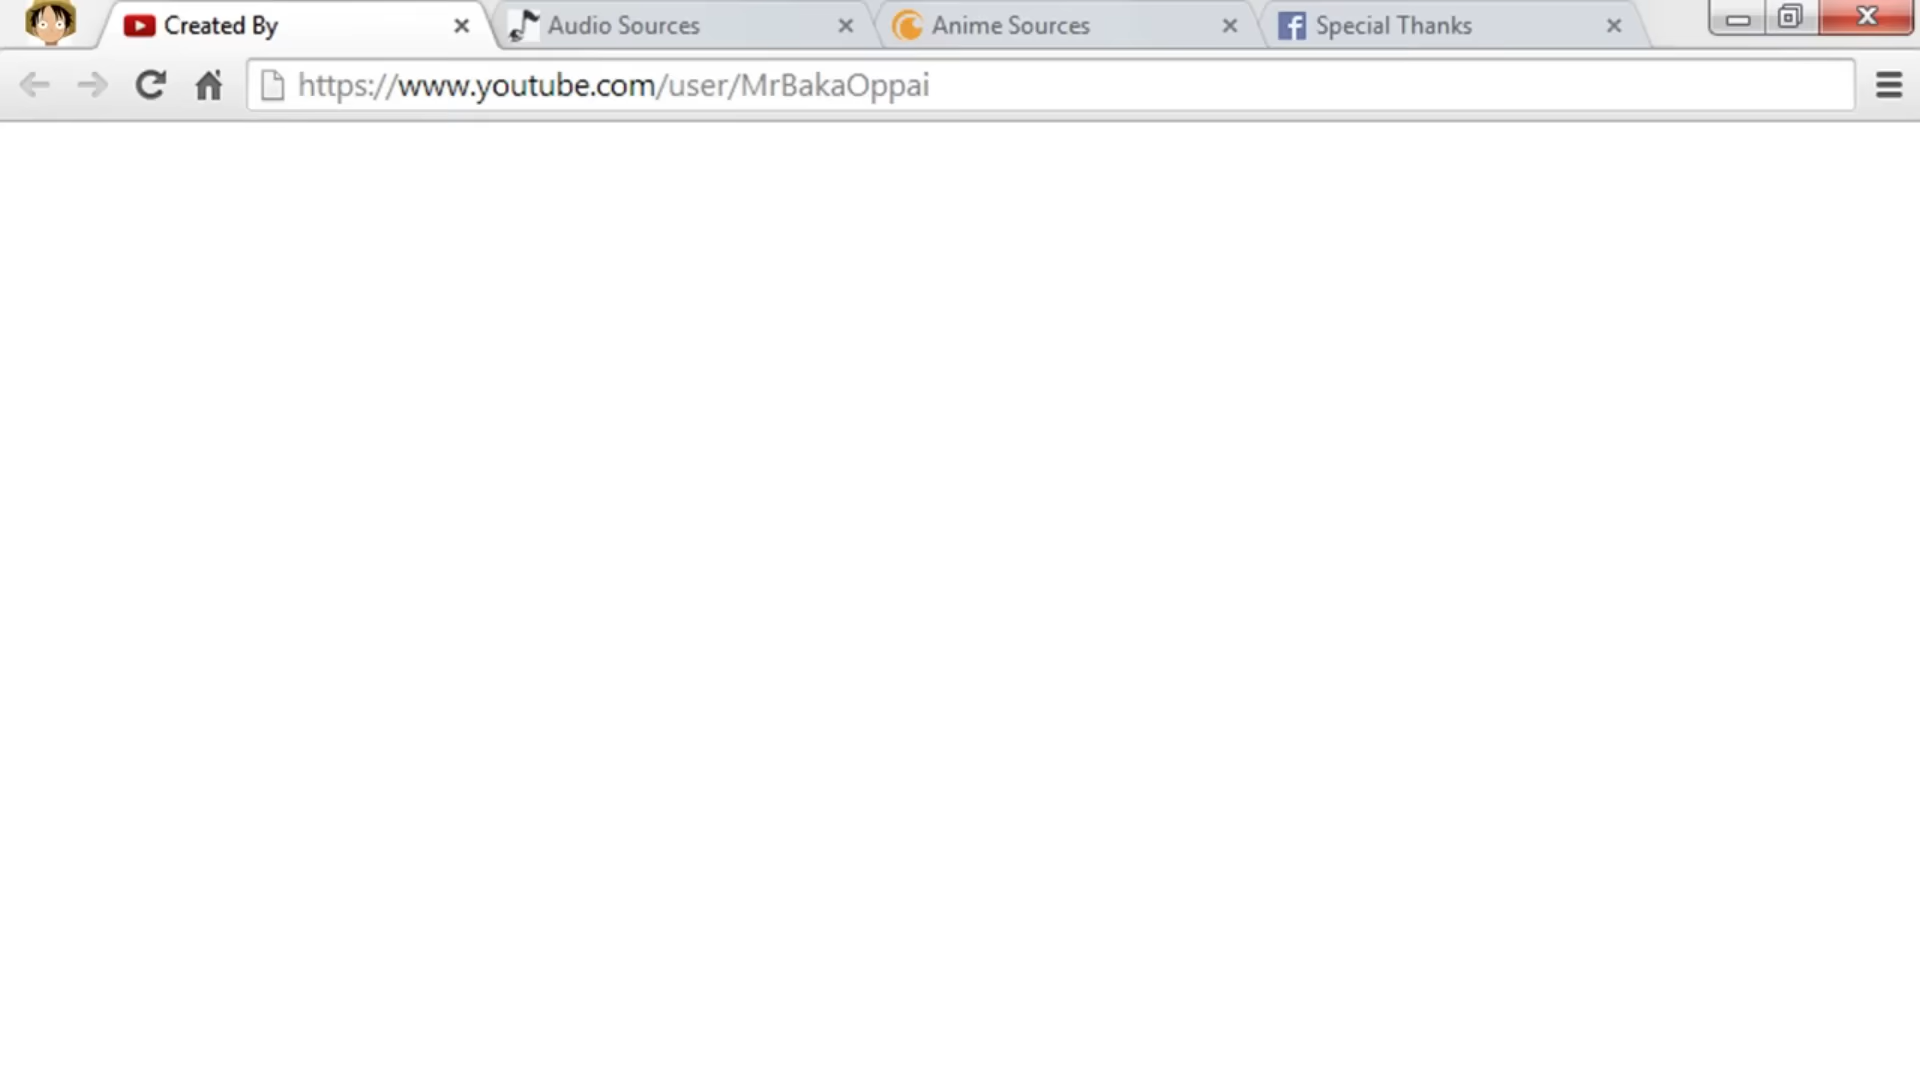 Created By
Audio Sources
Anime Sources
Special Thanks
https://www.youtube.com/user/MrBakaOppai